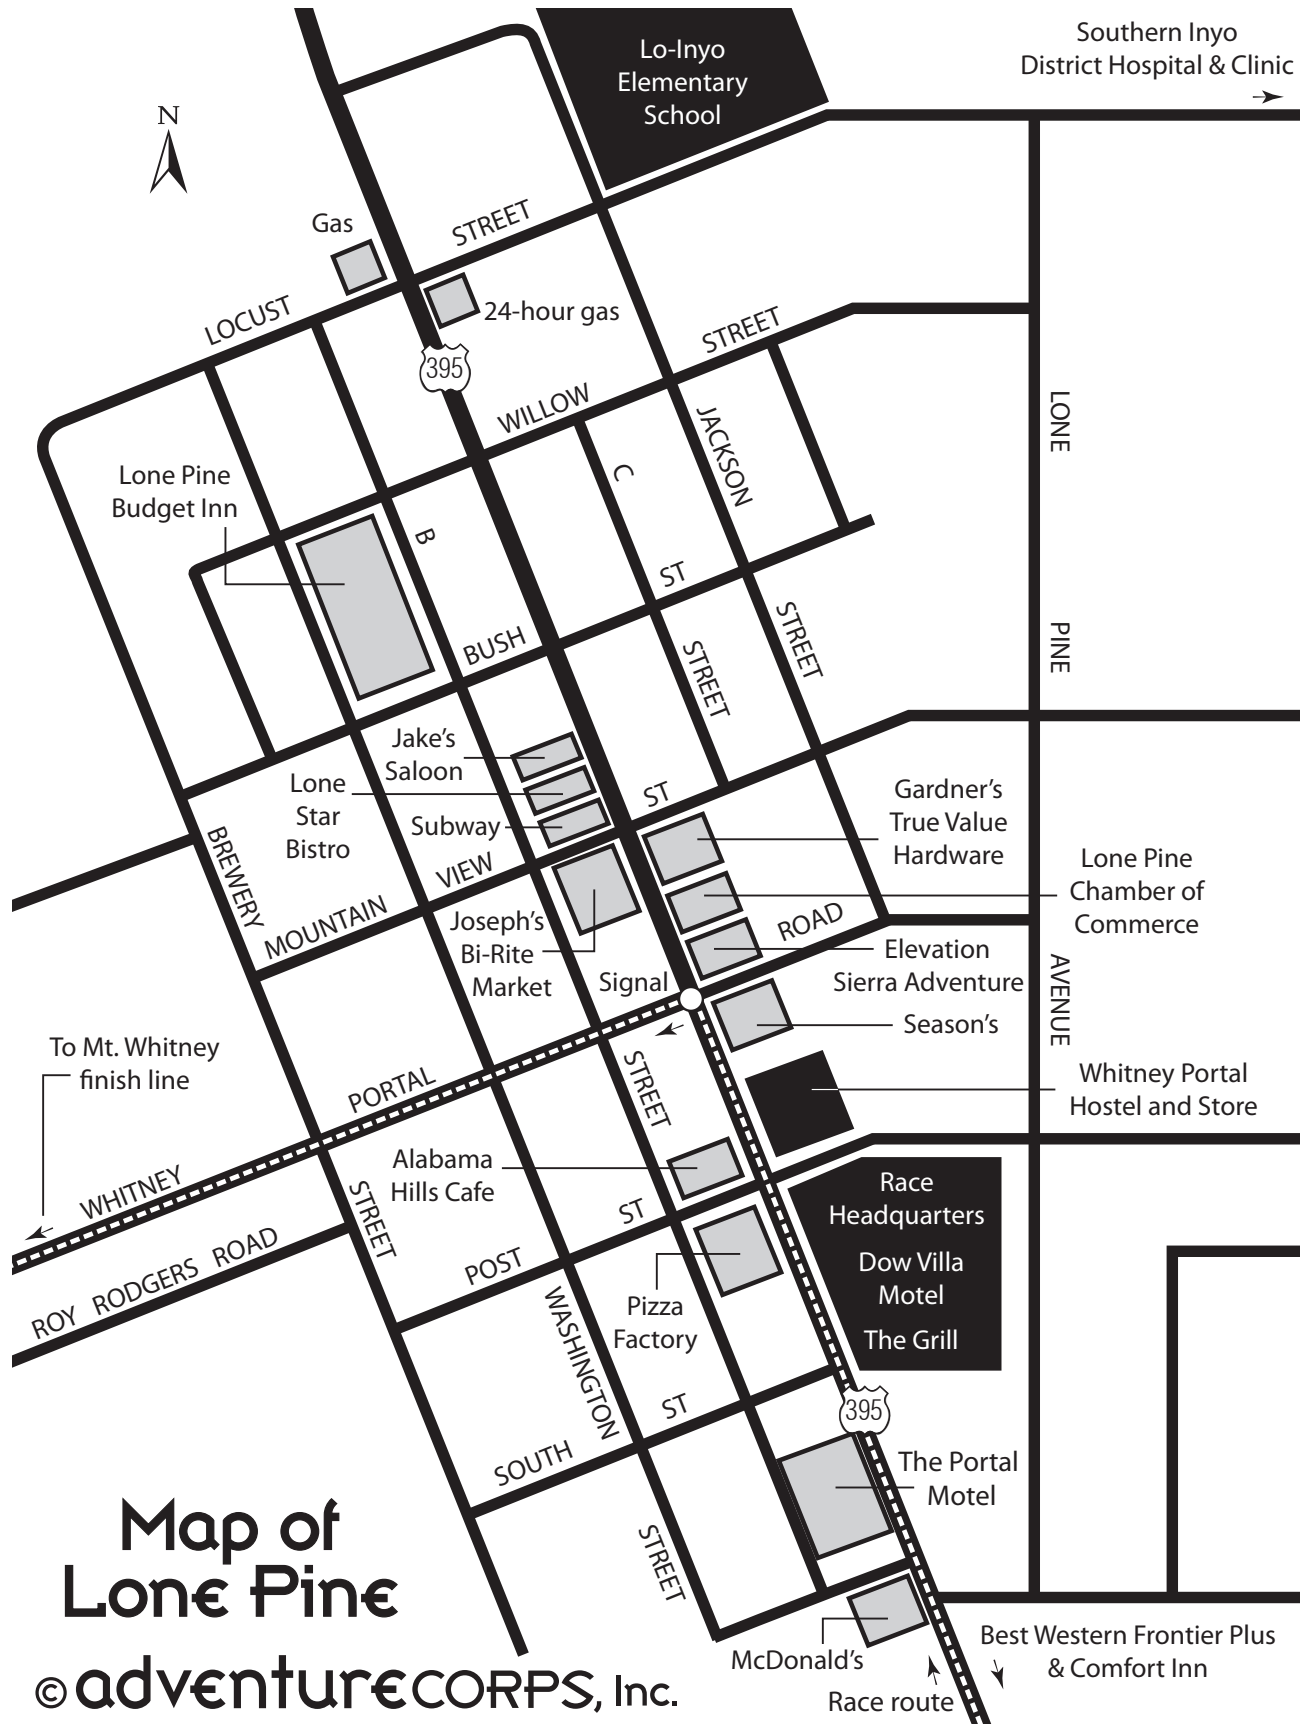 Lo-Inyo
Elementary
School
Southern Inyo
District Hospital & Clinic
N
Gas
STREET
LOCUST
24-hour gas
395
STREET
WILLOW
LONE
JACKSON
C
Lone Pine
Budget Inn
B
ST
BUSH
STREET
PINE
STREET
Jake's
Saloon
Lone
Star
Bistro
Subway
ST
Gardner's
True Value
Hardware
BREWERY
VIEW
MOUNTAIN
Lone Pine
Chamber of
Commerce
Joseph's
Bi-Rite
Market
ROAD
Signal
Elevation
Sierra Adventure
AVENUE
Season's
To Mt. Whitney
finish line
STREET
PORTAL
Whitney Portal
Hostel and Store
Alabama
Hills Cafe
WHITNEY
STREET
ST
Race
Headquarters
Dow Villa
Motel
The Grill
ROY RODGERS ROAD
POST
Pizza
Factory
WASHINGTON
395
ST
SOUTH
The Portal
Motel
STREET
Map of
Lone Pine
McDonald's
Best Western Frontier Plus
& Comfort Inn
Race route
© adventureCORPS, Inc.